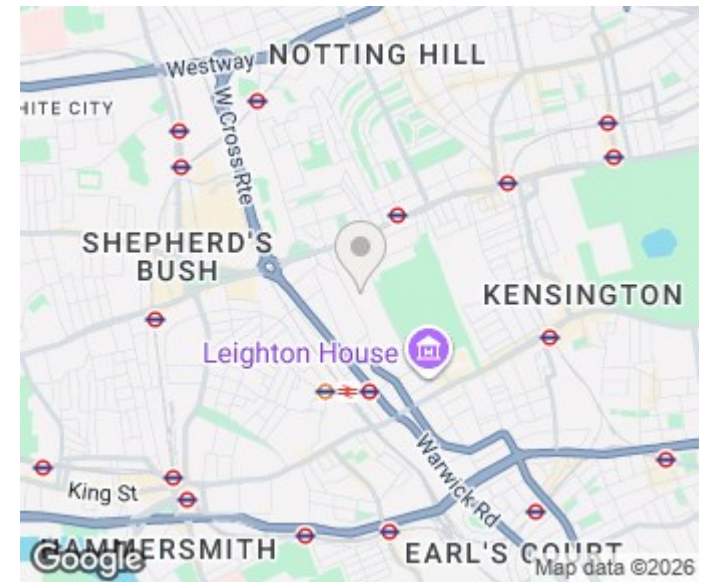 NOTTING HILL
Westway
HITE CITY
W Cross Rte
SHEPHERD'S
BUSH
KENSINGTON
Leighton House
Warwick Rd
King St
HAMMERSMITH
EARL'S COURT
Google
Map data ©2026